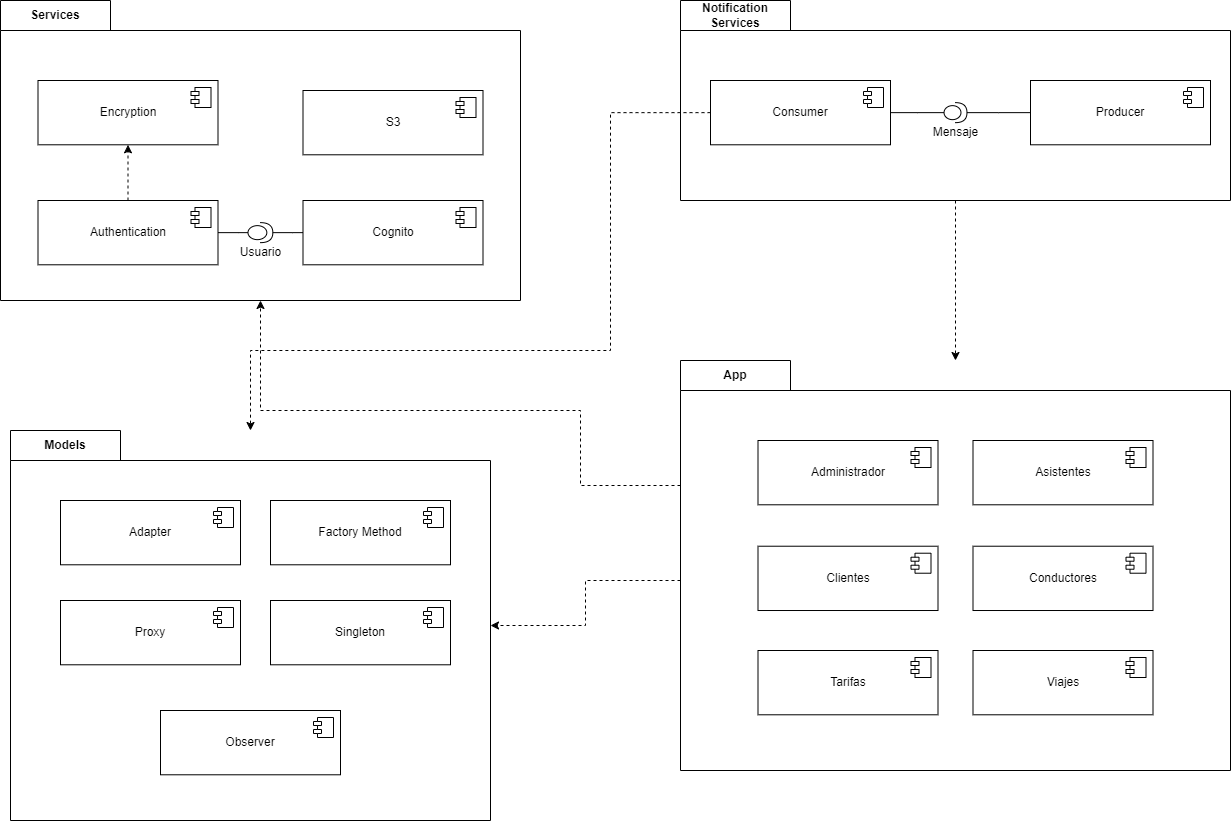 Services
Encryption
S3
Authentication
Usuario
Cognito
Notification
Services
Consumer
Mensaje
Producer
Models
Adapter
Factory Method
Proxy
Singleton
Observer
App
Administrador
Asistentes
Clientes
Conductores
Tarifas
Viajes